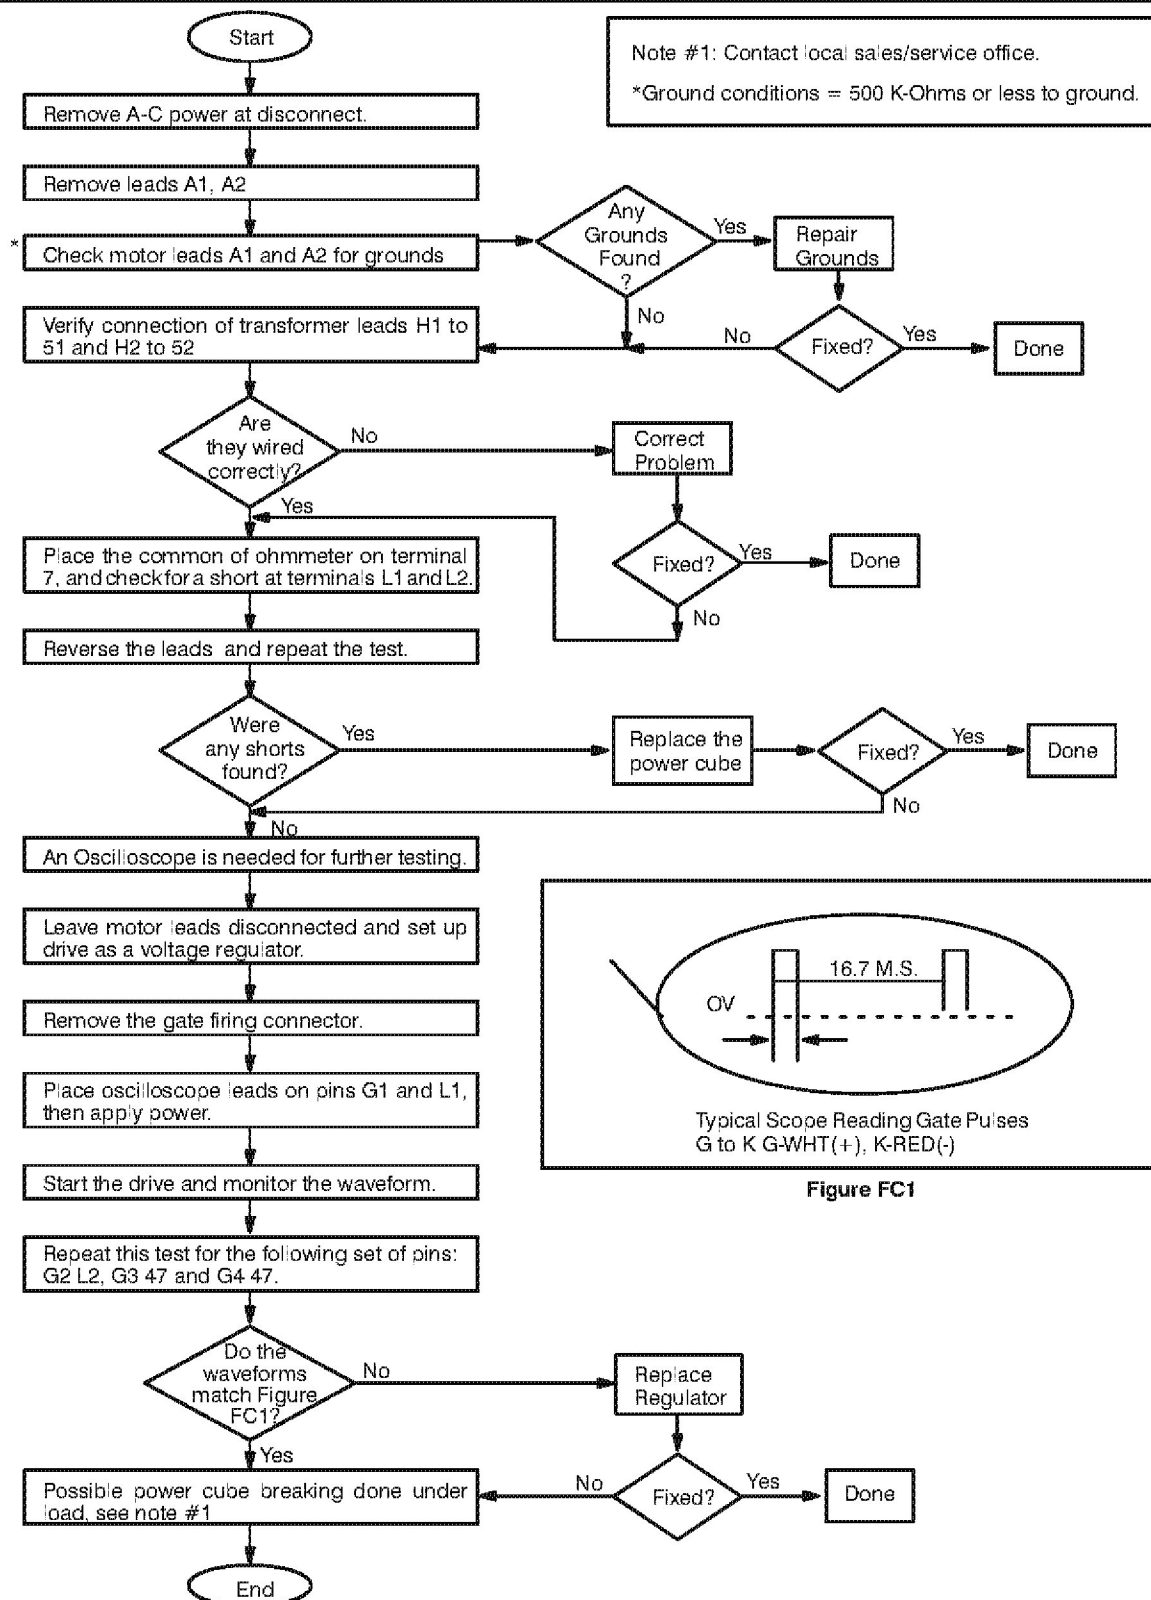 Start
Note #1: Contact local sales/service office.
*Ground conditions = 500 K-Ohms or less to ground.
Remove A-C power at disconnect.
Remove leads A1, A2
*
Check motor leads A1 and A2 for grounds
Any
Grounds
Found
?
Yes
Repair
Grounds
No
Verify connection of transformer leads H1 to
51 and H2 to 52
No
Fixed?
Yes
Done
Are
they wired
correctly?
No
Correct
Problem
Yes
Fixed?
Yes
Done
No
Place the common of ohmmeter on terminal
7, and check for a short at terminals L1 and L2.
Reverse the leads and repeat the test.
Were
any shorts
found?
Yes
Replace the
power cube
Fixed?
Yes
Done
No
No
An Oscilloscope is needed for further testing.
Leave motor leads disconnected and set up
drive as a voltage regulator.
Remove the gate firing connector.
Place oscilloscope leads on pins G1 and L1,
then apply power.
Start the drive and monitor the waveform.
Repeat this test for the following set of pins:
G2 L2, G3 47 and G4 47.
16.7 M.S.
OV
Typical Scope Reading Gate Pulses
G to K G-WHT(+), K-RED(-)
Figure FC1
Do the
waveforms
match Figure
FC1?
No
Replace
Regulator
Yes
Possible power cube breaking done under
load, see note #1
No
Fixed?
Yes
Done
End